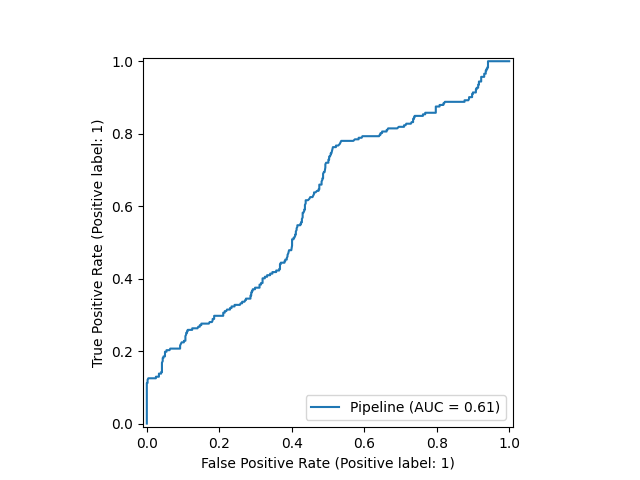 1.0
0.8
0.6
0.4
0.2
0.0
True Positive Rate (Positive label: 1)
Pipeline (AUC = 0.61)
0.0 0.2 0.4 0.6 0.8 1.0
False Positive Rate (Positive label: 1)